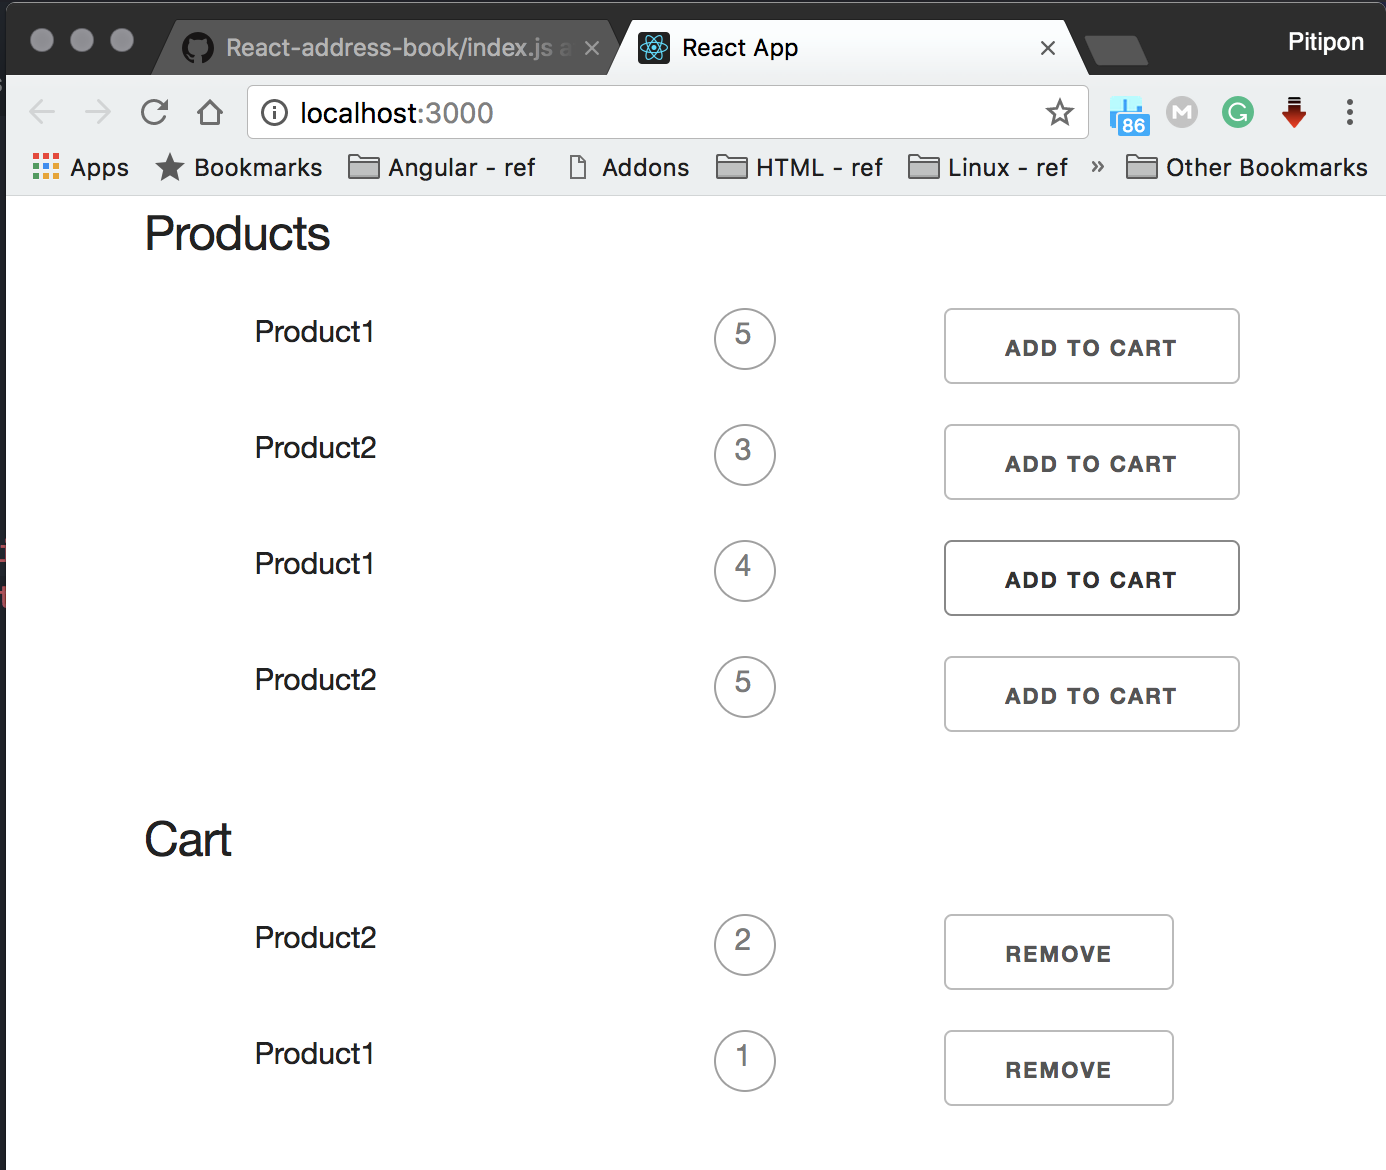 React-address-book/index.js a
React App
Pitipon
localhost:3000
86
M
G
Apps
Bookmarks
Angular - ref
Addons
HTML - ref
Linux - ref
»
Other Bookmarks
Products
Product1 5 ADD TO CART
Product2 3 ADD TO CART
Product1 4 ADD TO CART
Product2 5 ADD TO CART
Cart
Product2 2 REMOVE
Product1 1 REMOVE